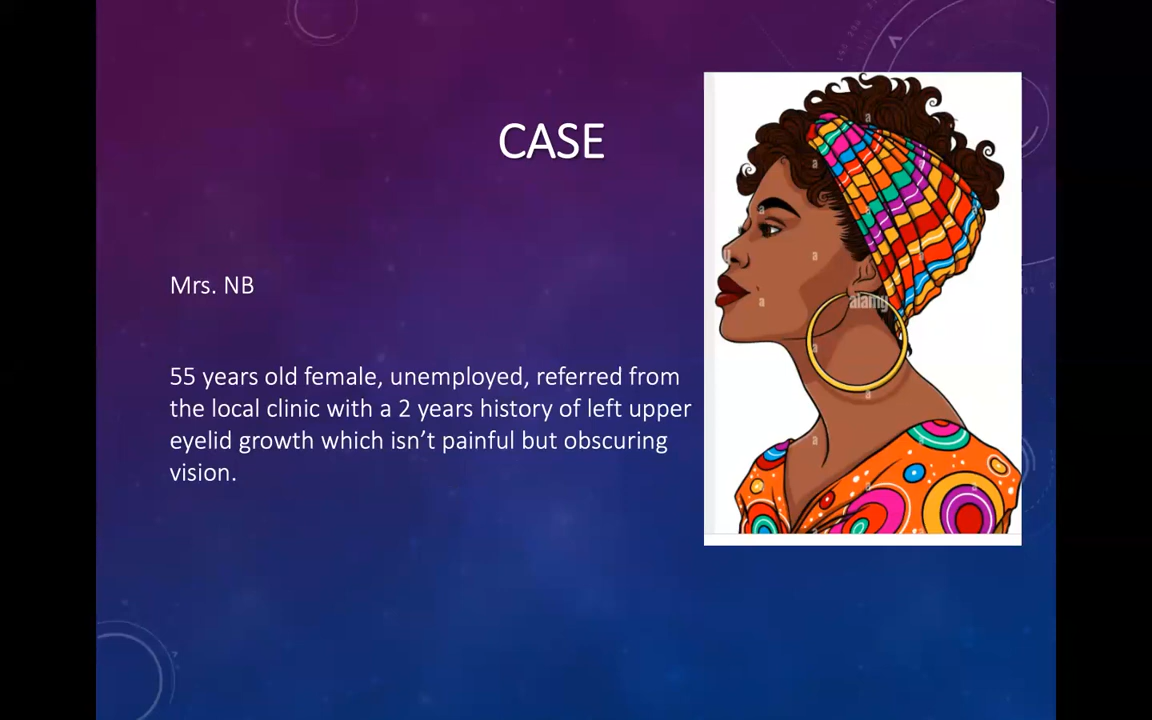 CASE
Mrs. NB
55 years old female, unemployed, referred from
the local clinic with a 2 years history of left upper
eyelid growth which isn't painful but obscuring
vision.
alamy
a
a
a
a
a
a
a
a
a
a